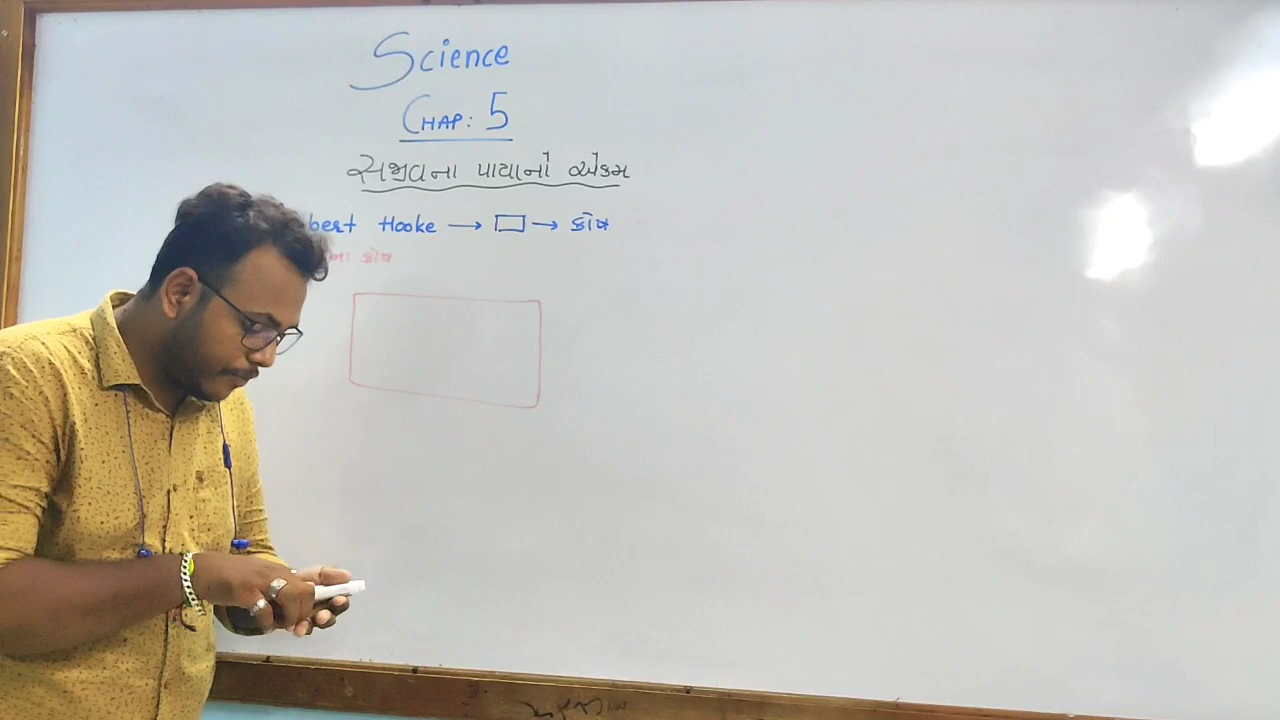 Science
CHAP: 5
સજીવના પાયાનો એકમ
bert Hooke → □ → કોષ
ના કોષ